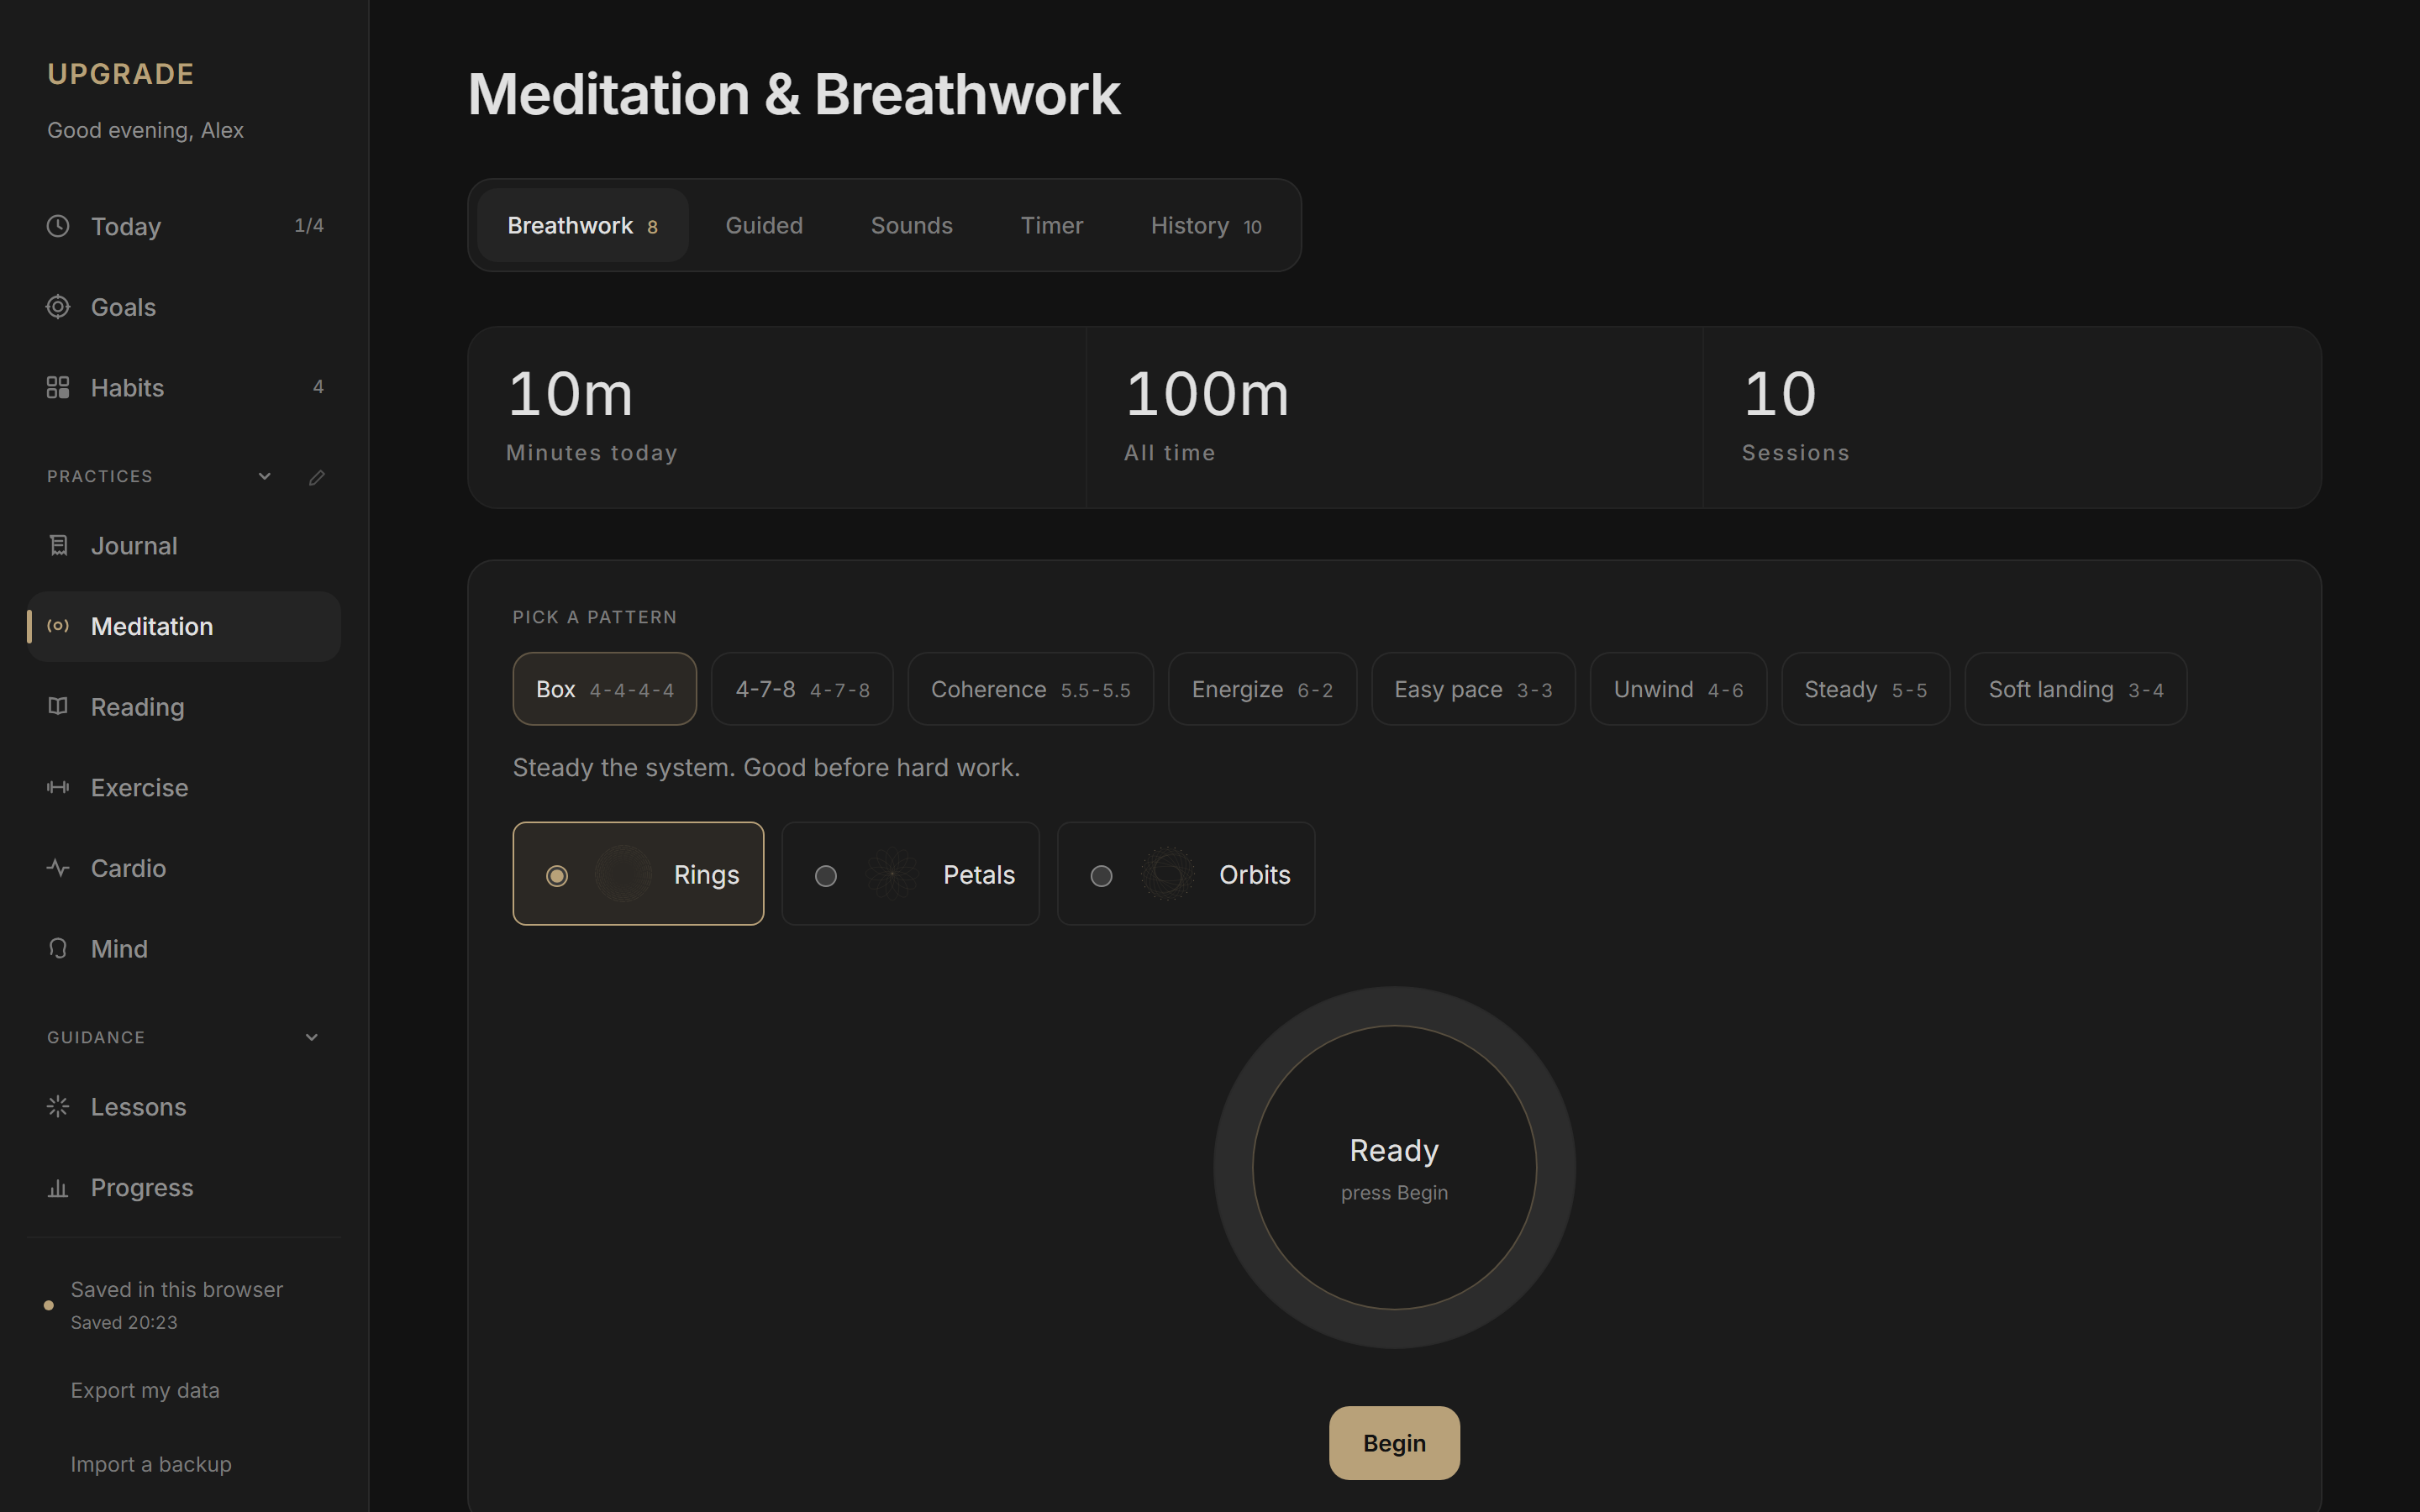 UPGRADE
Good evening, Alex
Today 1/4
Goals
Habits 4
PRACTICES
Journal
Meditation
Reading
Exercise
Cardio
Mind
GUIDANCE
Lessons
Progress
Saved in this browser
Saved 20:23
Export my data
Import a backup
Meditation & Breathwork
Breathwork 8 Guided Sounds Timer History 10
10m 100m 10
Minutes today All time Sessions
PICK A PATTERN
Box 4-4-4-4 4-7-8 4-7-8 Coherence 5.5-5.5 Energize 6-2 Easy pace 3-3 Unwind 4-6 Steady 5-5 Soft landing 3-4
Steady the system. Good before hard work.
Rings Petals Orbits
Ready
press Begin
Begin